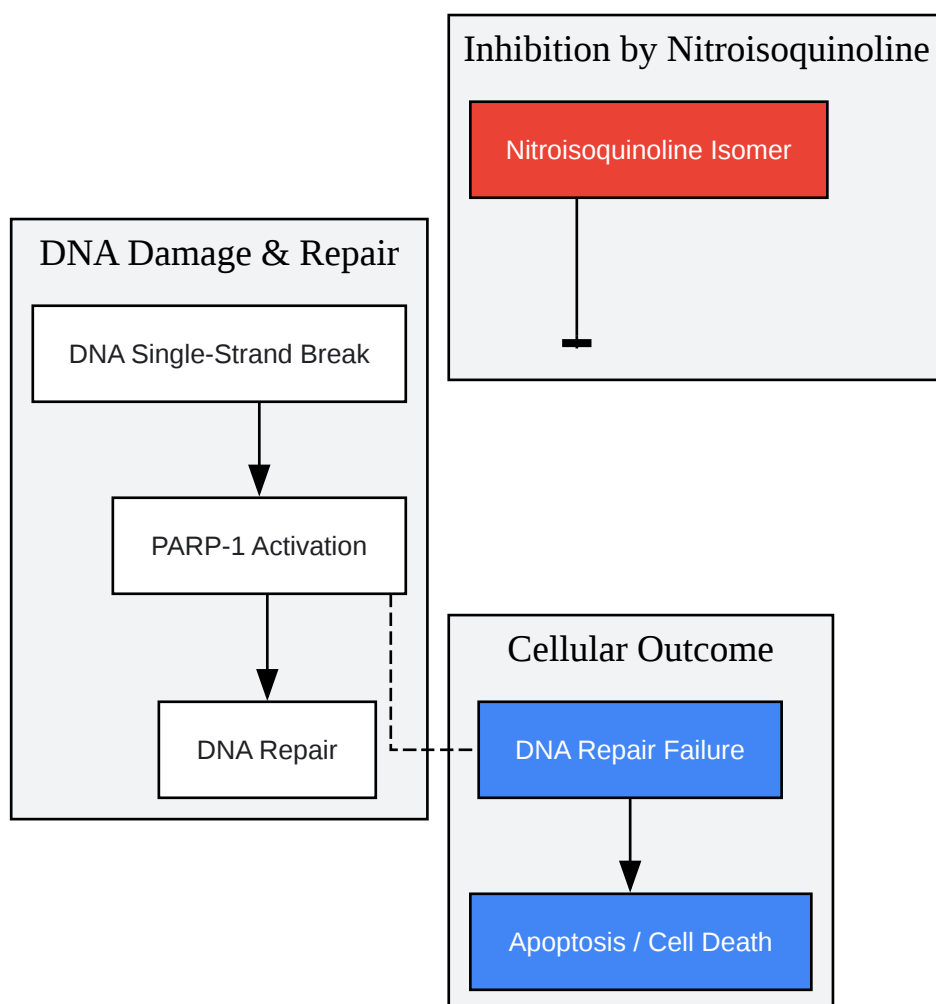 Inhibition by Nitroisoquinoline
Nitroisoquinoline Isomer
DNA Damage & Repair
DNA Single-Strand Break
PARP-1 Activation
DNA Repair
Cellular Outcome
DNA Repair Failure
Apoptosis / Cell Death